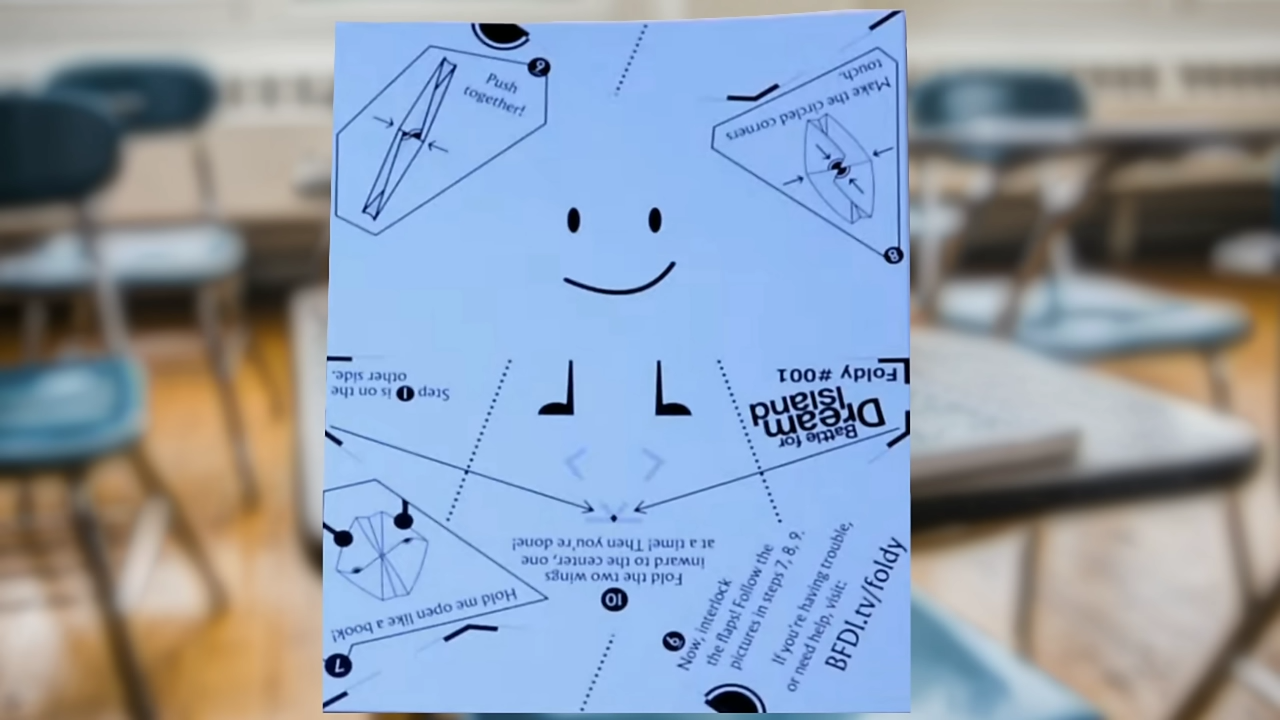 9
Push
together!
8
Make the circled corners
touch.
Step 1 is on the
other side.
Battle for
Dream
Island
Foldy #001
7
Hold me open like a book!
10
Fold the two wings
inward to the center, one
at a time! Then you're done!
6
Now, interlock
the flaps! Follow the
pictures in steps 7, 8, 9.
If you're having trouble,
or need help, visit:
BFDI.tv/foldy